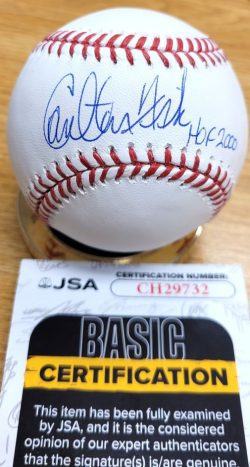 Carlton Fisk HOF 2000
CERTIFICATION NUMBER:
JSA CH29732
BASIC
CERTIFICATION
This item has been fully examined
by JSA, and it is the considered
opinion of our expert authenticators
that the signature(s) is/are genuine